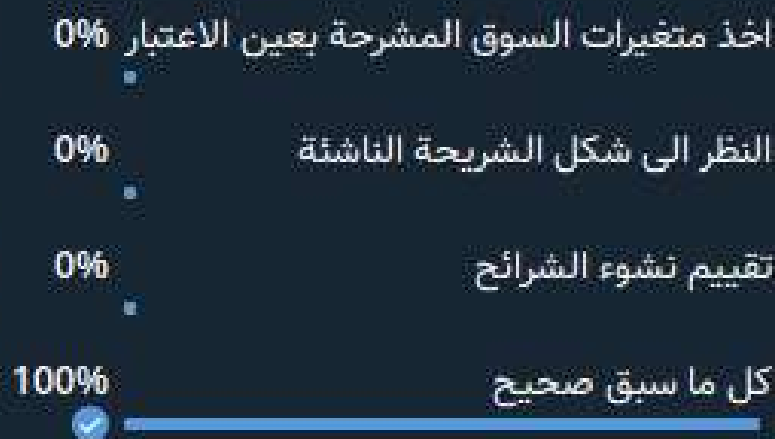 اخذ متغيرات السوق المشرحة بعين الاعتبار 0%
النظر الى شكل الشريحة الناشئة 0%
تقييم نشوء الشرائح 0%
كل ما سبق صحيح 100%